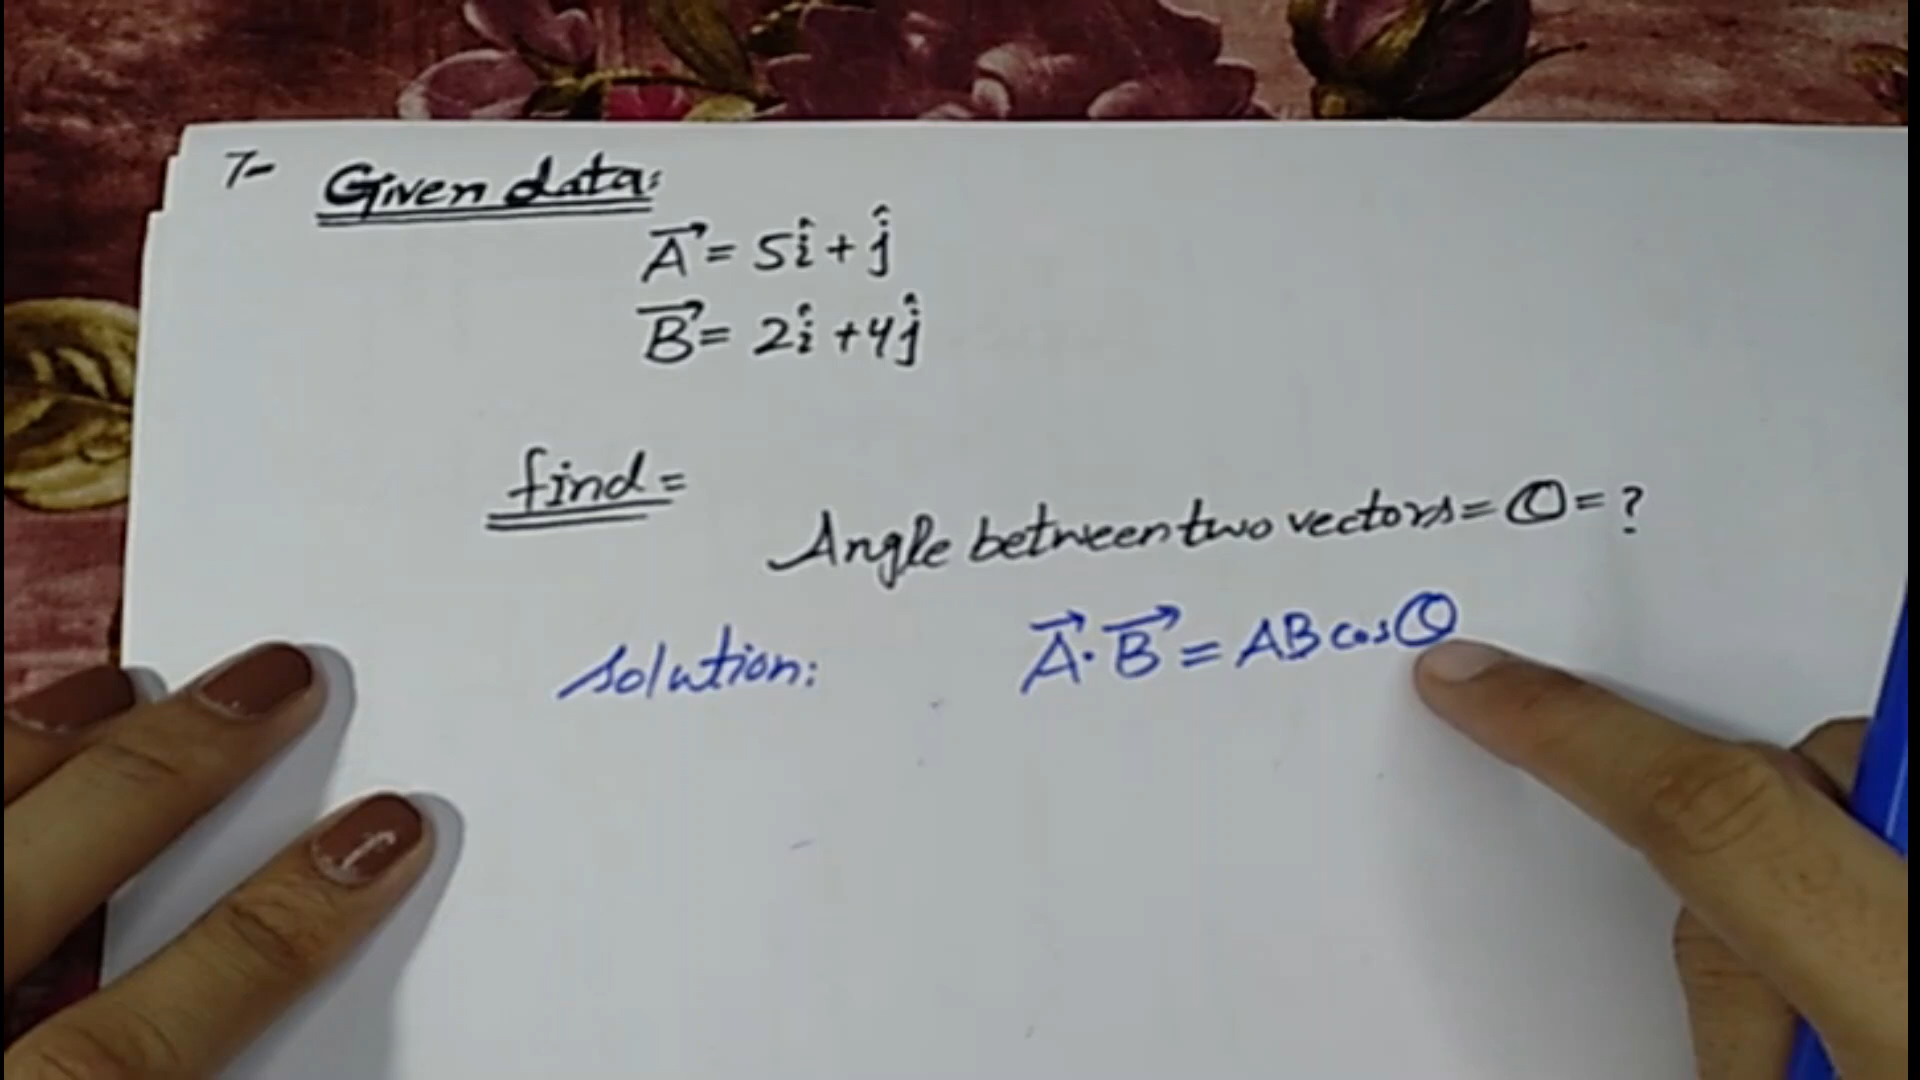 7- Given data:
A⃗ = 5î + ĵ
B⃗ = 2î + 4ĵ
find =
Angle between two vectors = Θ = ?
Solution: A⃗ · B⃗ = AB cos Θ